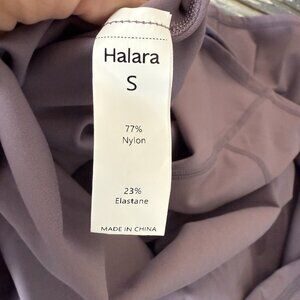 Halara
S
77%
Nylon
23%
Elastane
MADE IN CHINA